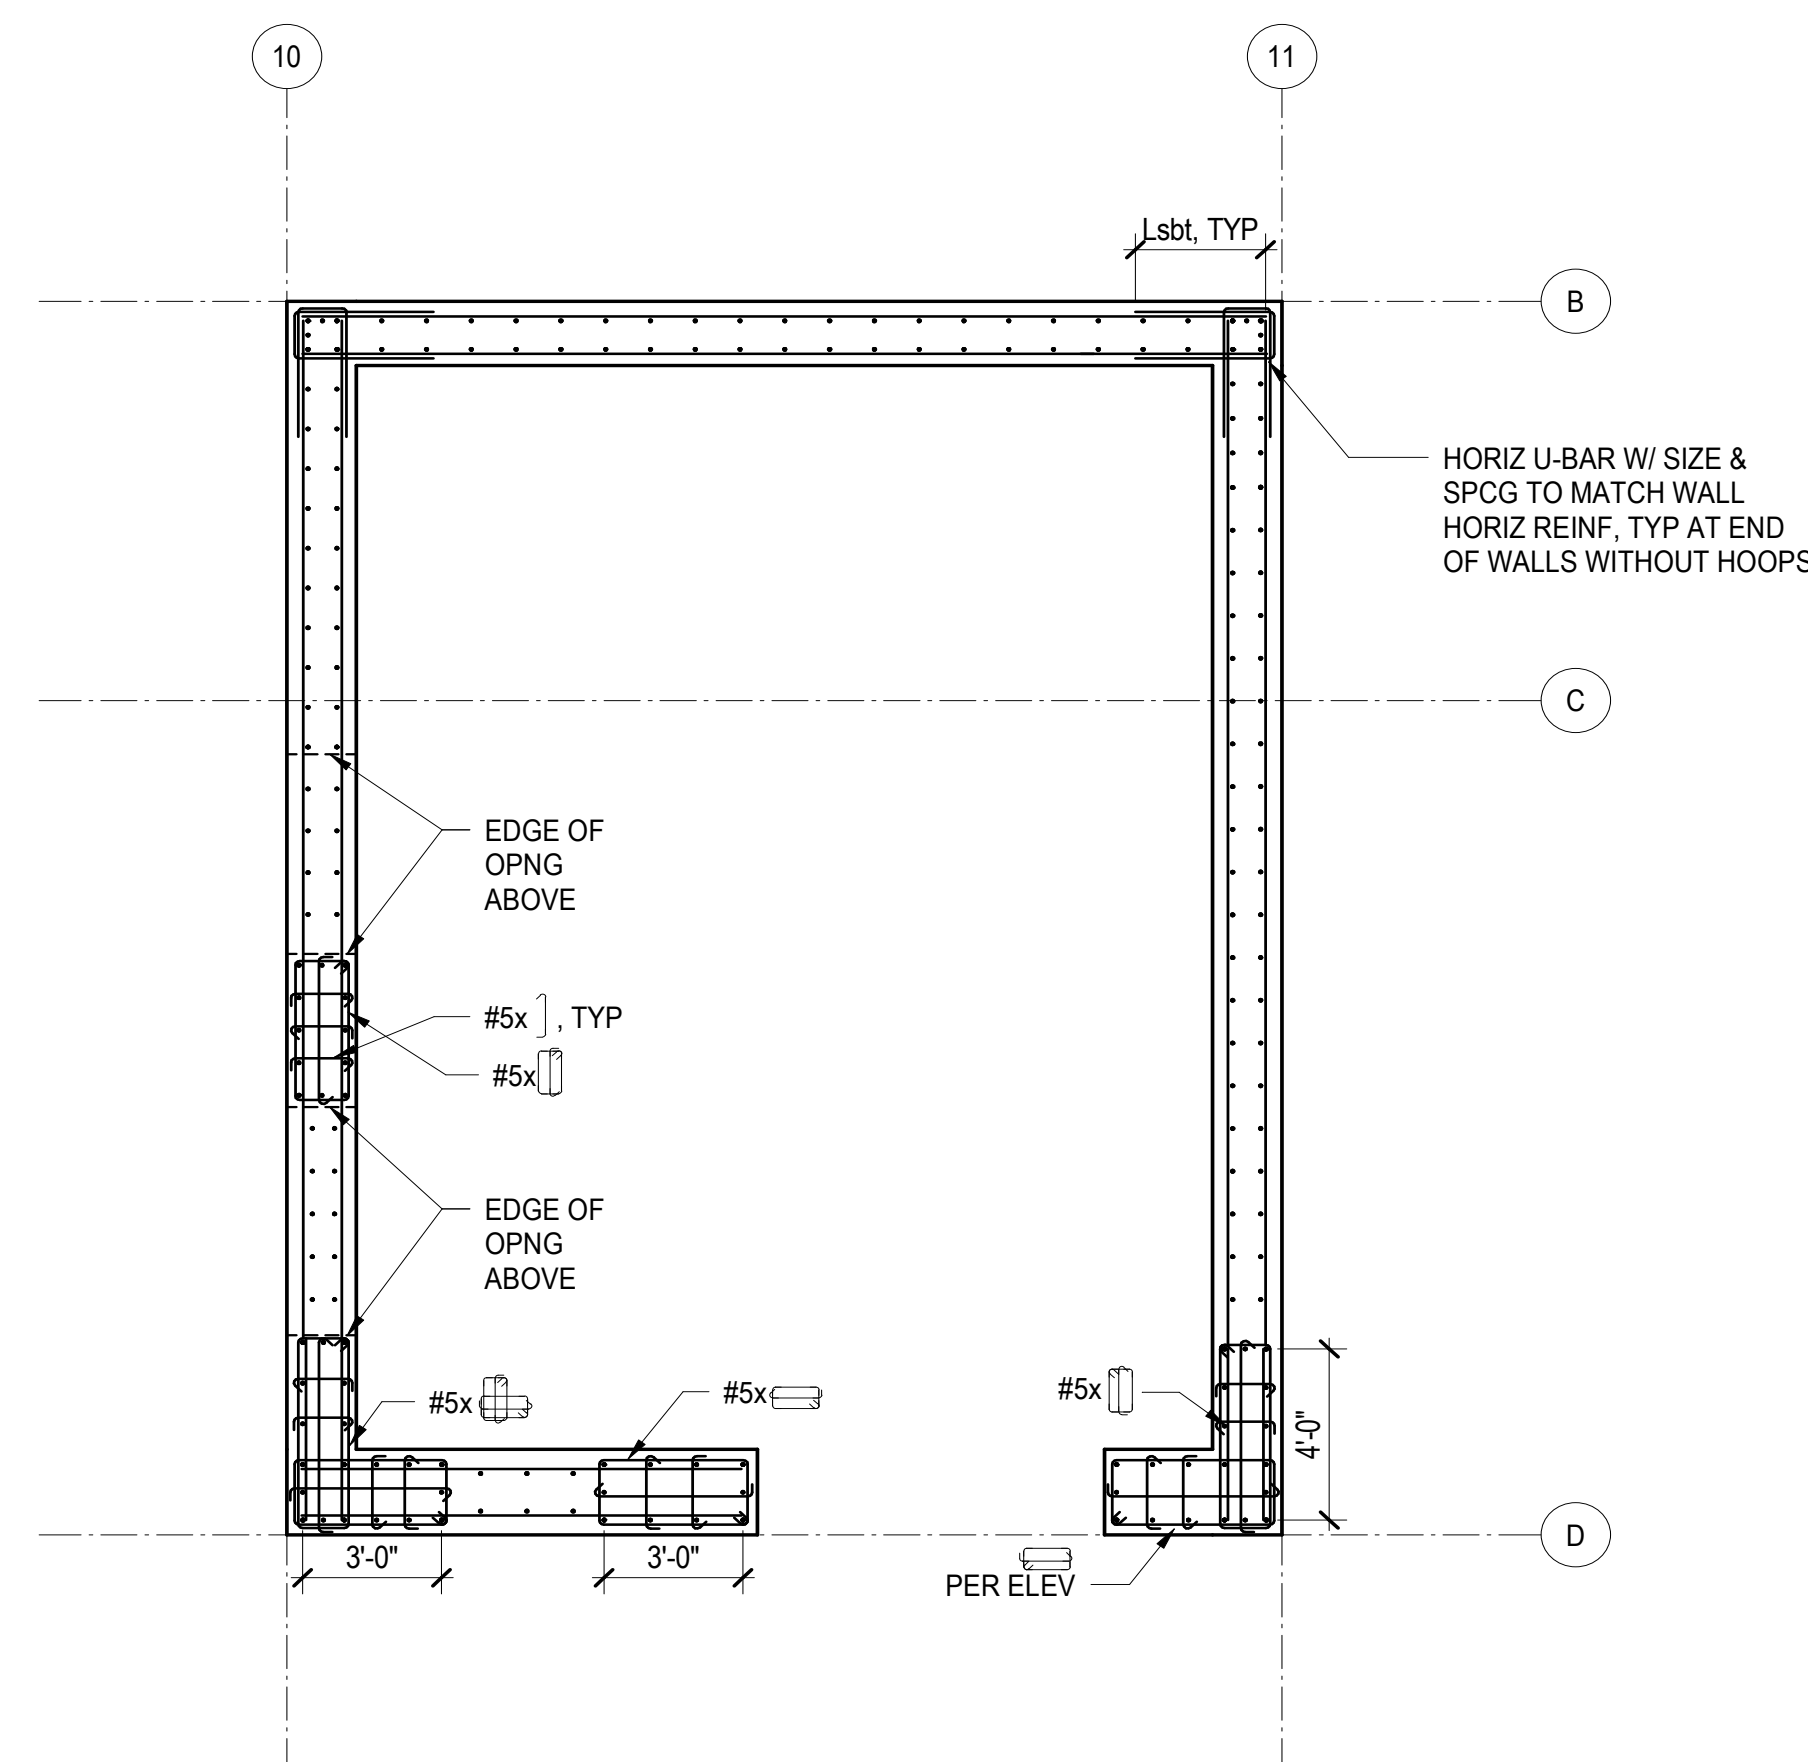 10
11
Lsbt, TYP
B
HORIZ U-BAR W/ SIZE &
SPCG TO MATCH WALL
HORIZ REINF, TYP AT END
OF WALLS WITHOUT HOOPS
C
EDGE OF
OPNG
ABOVE
#5x , TYP
#5x
EDGE OF
OPNG
ABOVE
#5x
#5x
#5x
4'-0"
3'-0"
3'-0"
D
PER ELEV